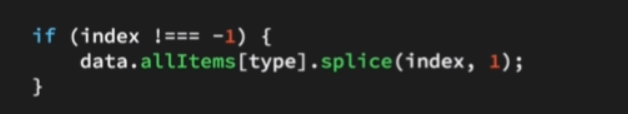 if (index !=== -1) {
    data.allItems[type].splice(index, 1);
}